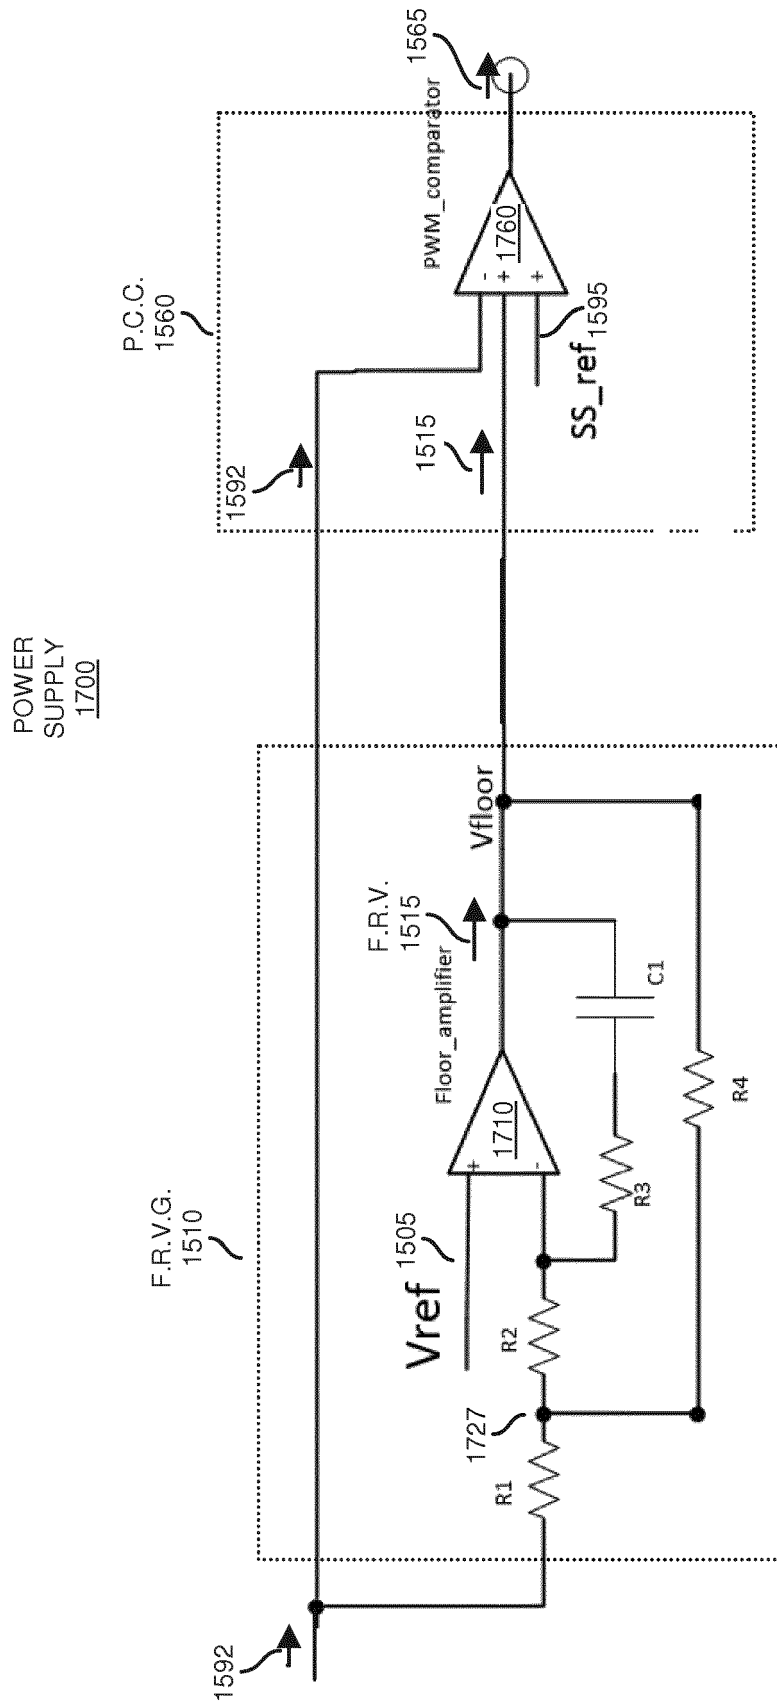 POWER
SUPPLY
1700
P.C.C.
1560
F.R.V.G.
1510
1592
1592
1515
PWM_comparator
1565
1760
-
+
+
SS_ref
1595
F.R.V.
1515
Vfloor
Floor_amplifier
1710
+
-
Vref
1505
1727
R1
R2
R3
C1
R4